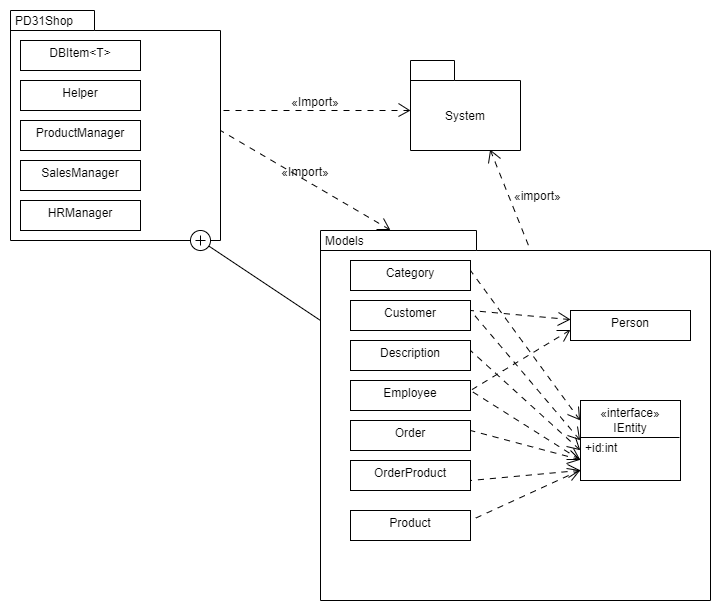 PD31Shop
DBItem<T>
Helper
ProductManager
SalesManager
HRManager
«Import»
«Import»
System
«import»
Models
Category
Customer
Description
Employee
Order
OrderProduct
Product
Person
«interface»
IEntity
+id:int